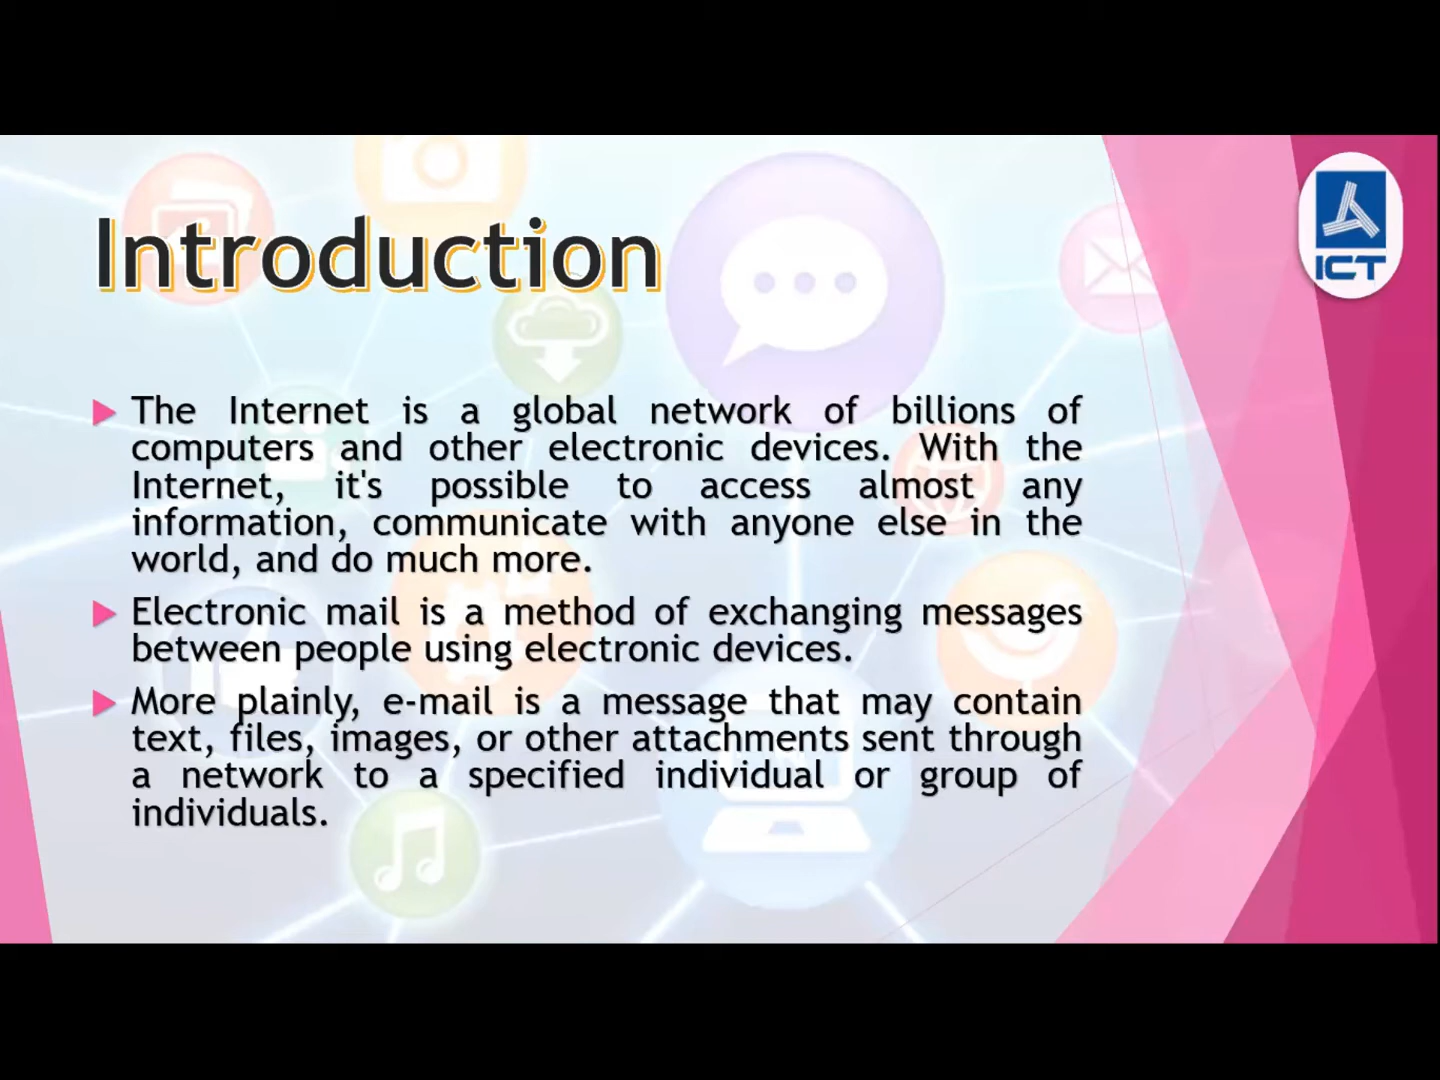 Introduction
ICT
The Internet is a global network of billions of
computers and other electronic devices. With the
Internet, it's possible to access almost any
information, communicate with anyone else in the
world, and do much more.
Electronic mail is a method of exchanging messages
between people using electronic devices.
More plainly, e-mail is a message that may contain
text, files, images, or other attachments sent through
a network to a specified individual or group of
individuals.